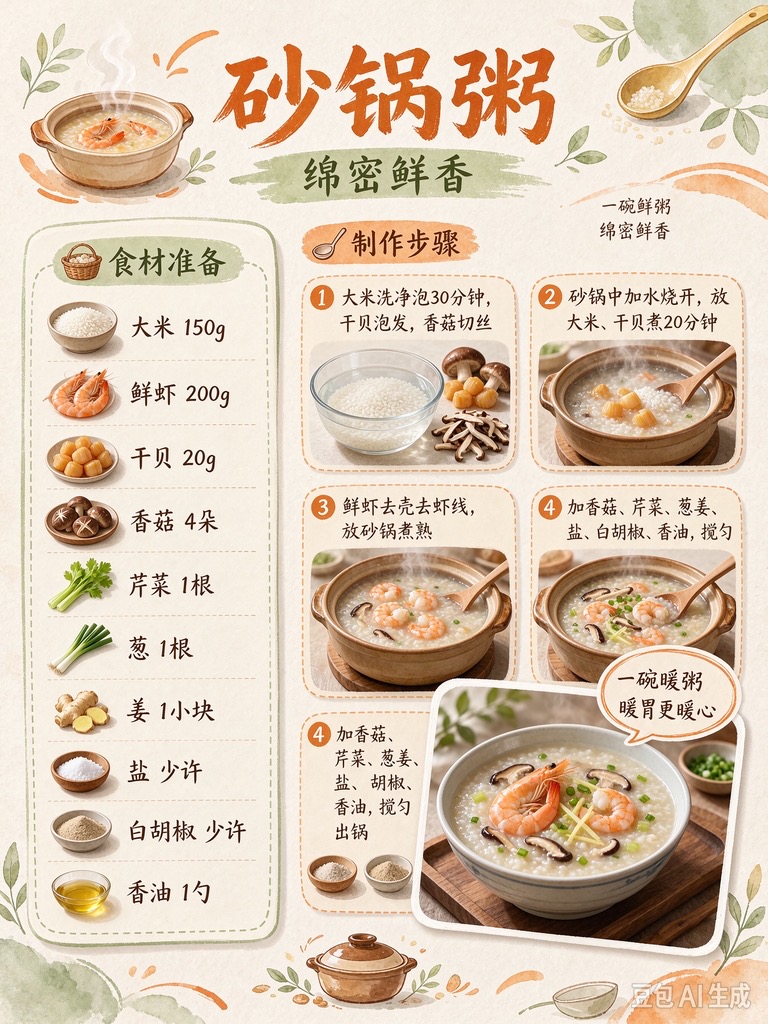 砂锅粥
绵密鲜香
一碗鲜粥
绵密鲜香
食材准备
大米 150g
鲜虾 200g
干贝 20g
香菇 4朵
芹菜 1根
葱 1根
姜 1小块
盐 少许
白胡椒 少许
香油 1勺
制作步骤
1 大米洗净泡30分钟，
干贝泡发，香菇切丝
2 砂锅中加水烧开，放
大米、干贝煮20分钟
3 鲜虾去壳去虾线，
放砂锅煮熟
4 加香菇、芹菜、葱姜、
盐、白胡椒、香油，搅匀
4 加香菇、
芹菜、葱姜、
盐、胡椒、
香油，搅匀
出锅
一碗暖粥
暖胃更暖心
豆包AI生成